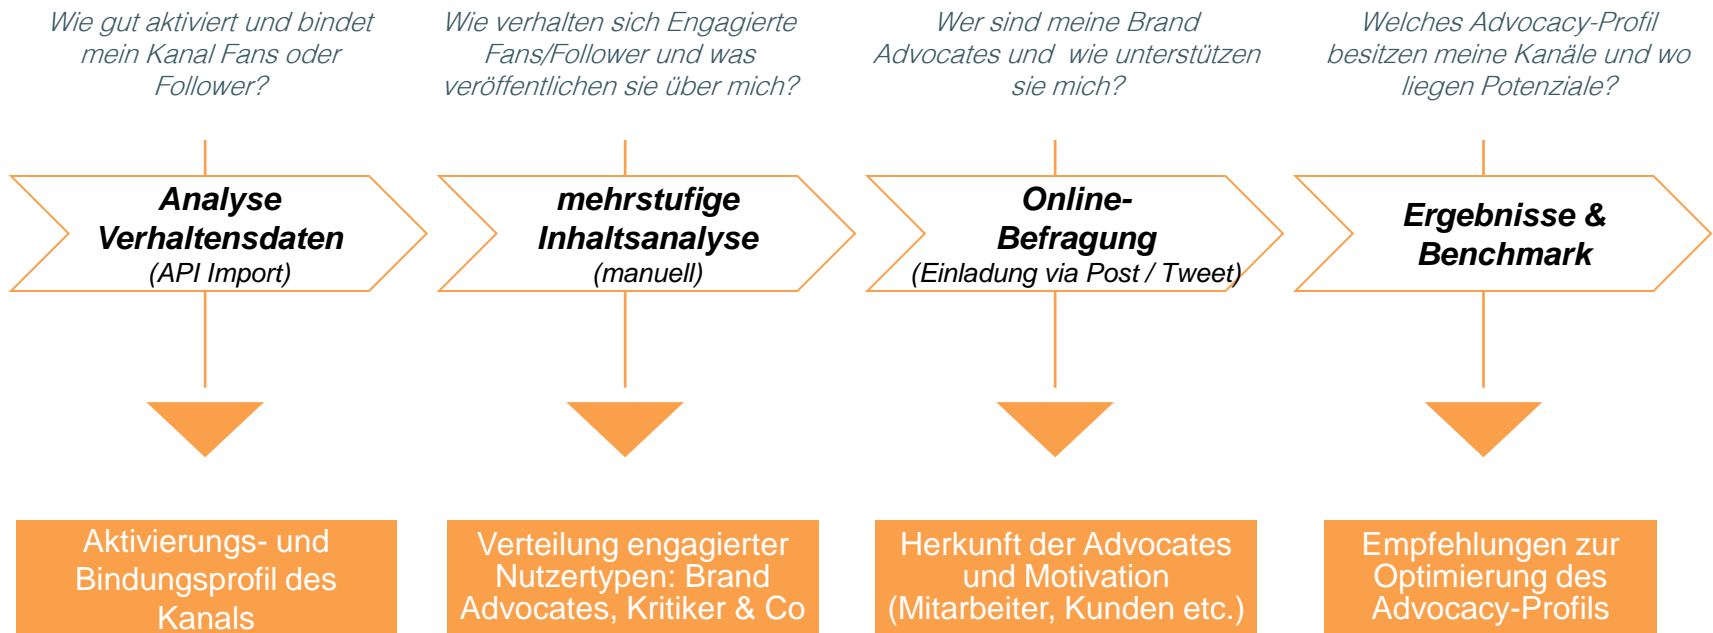 Wie gut aktiviert und bindet
mein Kanal Fans oder
Follower?
Wie verhalten sich Engagierte
Fans/Follower und was
veröffentlichen sie über mich?
Wer sind meine Brand
Advocates und  wie unterstützen
sie mich?
Welches Advocacy-Profil
besitzen meine Kanäle und wo
liegen Potenziale?
Analyse
Verhaltensdaten
(API Import)
mehrstufige
Inhaltsanalyse
(manuell)
Online-
Befragung
(Einladung via Post / Tweet)
Ergebnisse &
Benchmark
Aktivierungs- und
Bindungsprofil des
Kanals
Verteilung engagierter
Nutzertypen: Brand
Advocates, Kritiker & Co
Herkunft der Advocates
und Motivation
(Mitarbeiter, Kunden etc.)
Empfehlungen zur
Optimierung des
Advocacy-Profils